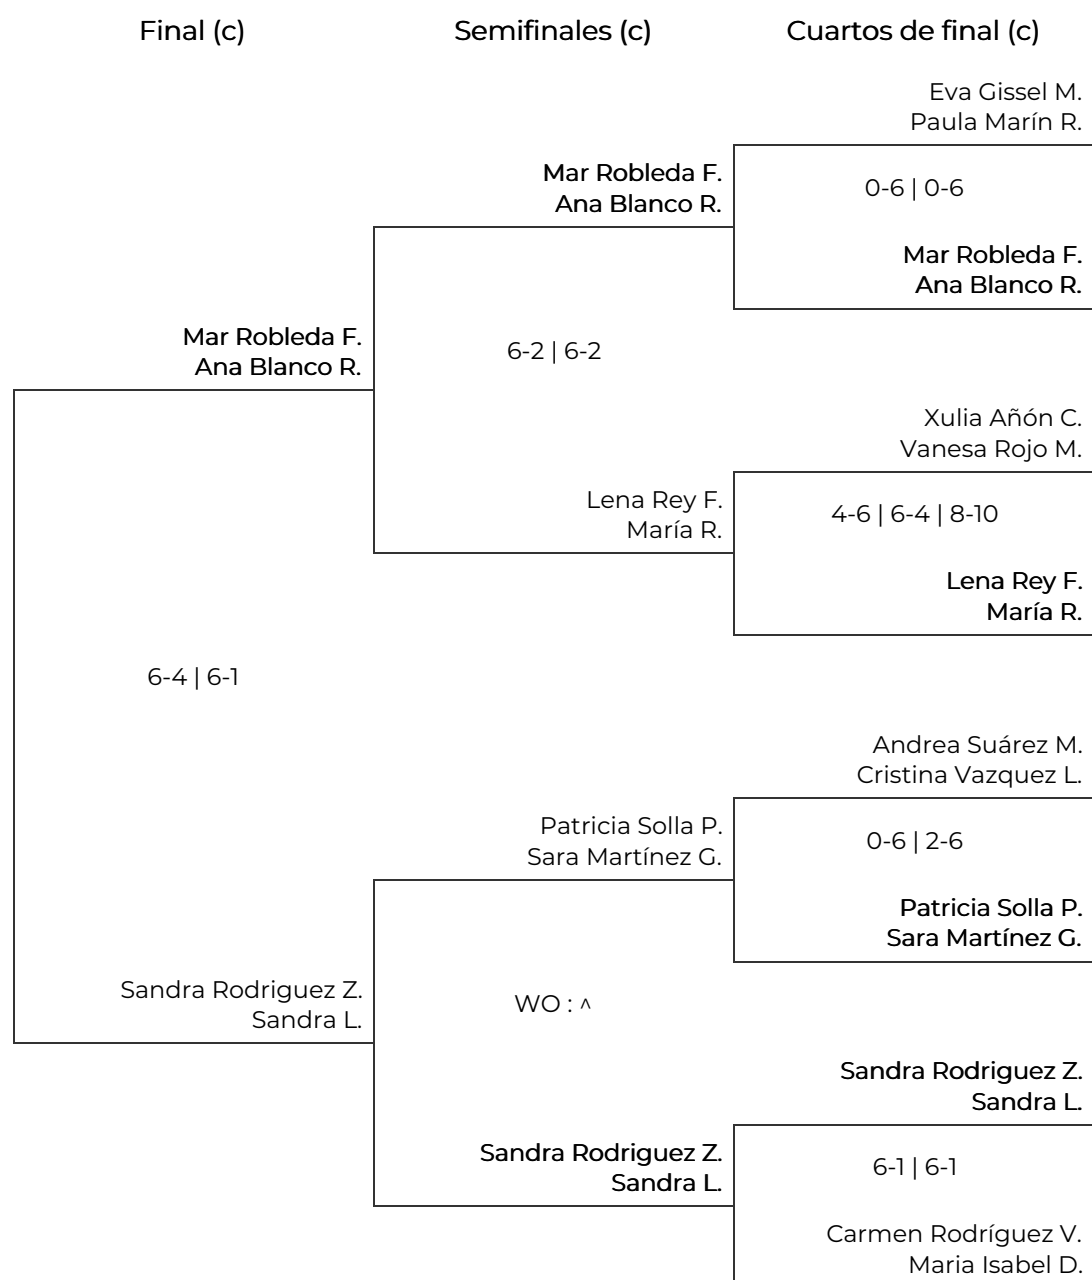 Final (c)
Semifinales (c)
Cuartos de final (c)
Eva Gissel M.
Paula Marín R.
Mar Robleda F.
Ana Blanco R.
0-6 | 0-6
Mar Robleda F.
Ana Blanco R.
Mar Robleda F.
Ana Blanco R.
6-2 | 6-2
Xulia Añón C.
Vanesa Rojo M.
Lena Rey F.
María R.
4-6 | 6-4 | 8-10
Lena Rey F.
María R.
6-4 | 6-1
Andrea Suárez M.
Cristina Vazquez L.
Patricia Solla P.
Sara Martínez G.
0-6 | 2-6
Patricia Solla P.
Sara Martínez G.
Sandra Rodriguez Z.
Sandra L.
WO : ^
Sandra Rodriguez Z.
Sandra L.
Sandra Rodriguez Z.
Sandra L.
6-1 | 6-1
Carmen Rodríguez V.
Maria Isabel D.